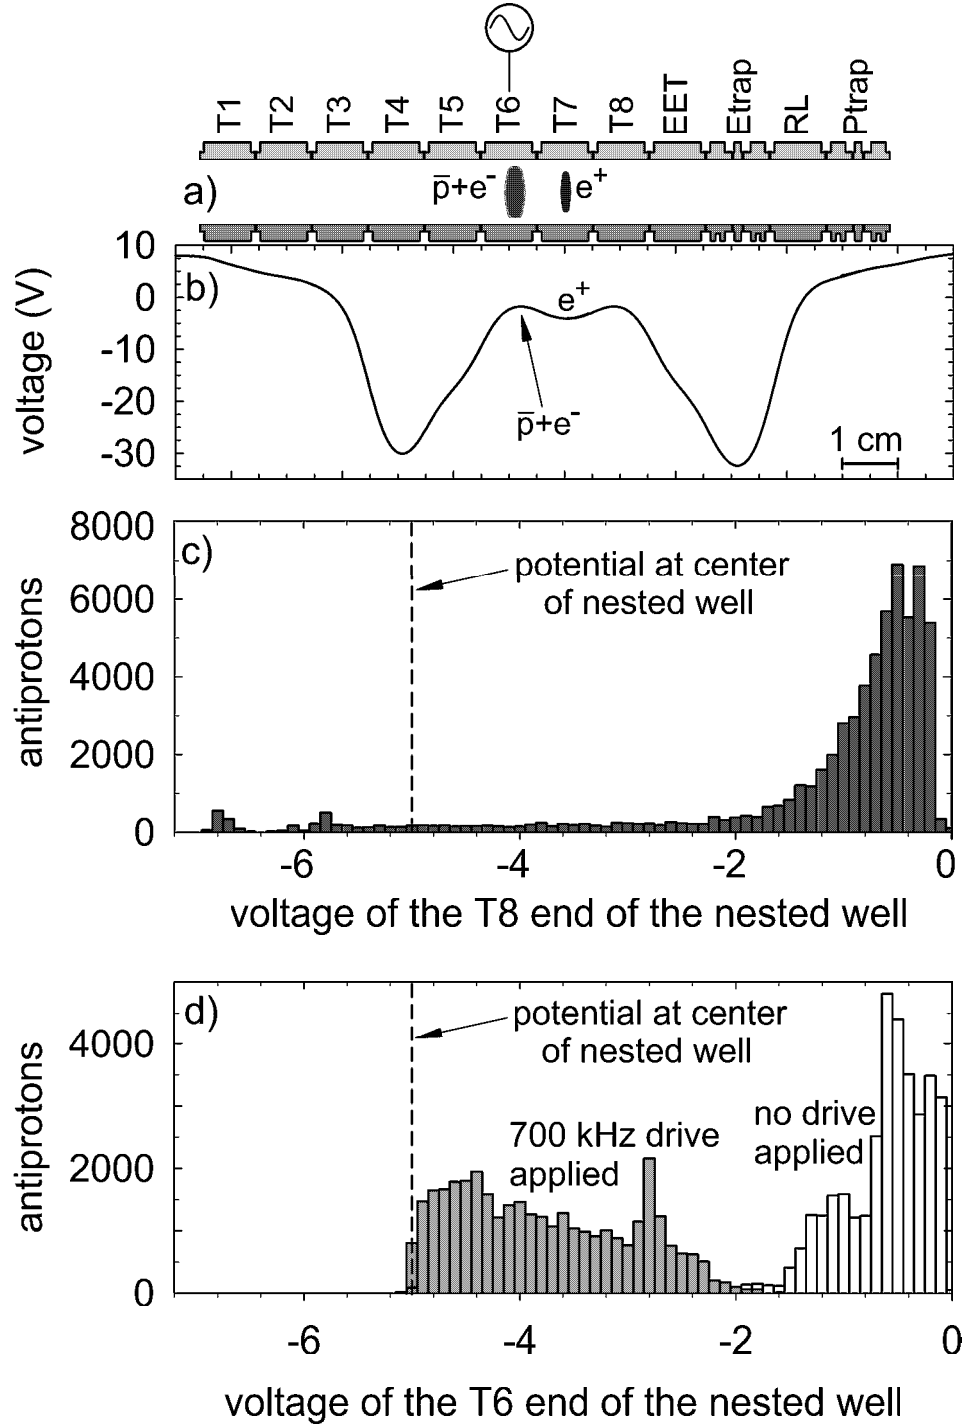 T1 T2 T3 T4 T5 T6 T7 T8 EET Etrap RL Ptrap
a) p̅+e⁻ e⁺
10
b) e⁺
0
-10
-20
p̅+e⁻
-30
1 cm
voltage (V)
8000
c)
potential at center
of nested well
6000
4000
2000
0
antiprotons
-6 -4 -2 0
voltage of the T8 end of the nested well
d)
potential at center
of nested well
4000
700 kHz drive
applied
no drive
applied
2000
0
antiprotons
-6 -4 -2 0
voltage of the T6 end of the nested well